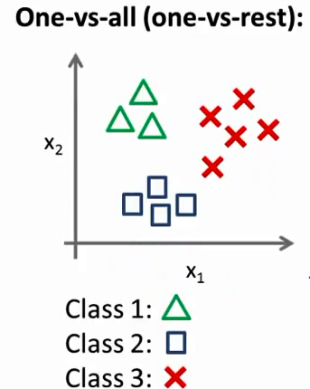 One-vs-all (one-vs-rest):
x₂
x₁
Class 1:
Class 2:
Class 3: